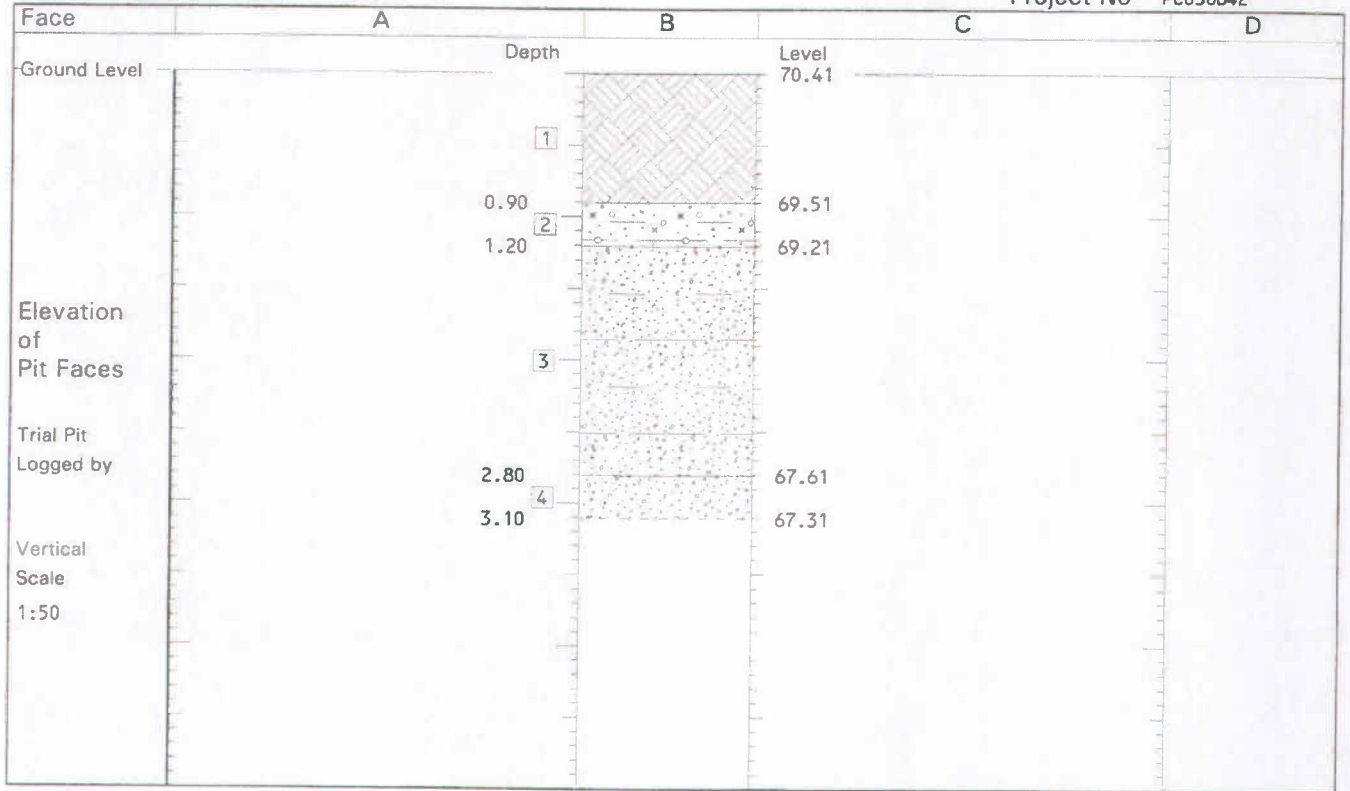 Project No
Face A B C D
Depth Level
Ground Level 70.41
1
0.90 69.51
2
1.20 69.21
Elevation
of
Pit Faces
3
Trial Pit
Logged by
2.80 67.61
4
3.10 67.31
Vertical
Scale
1:50